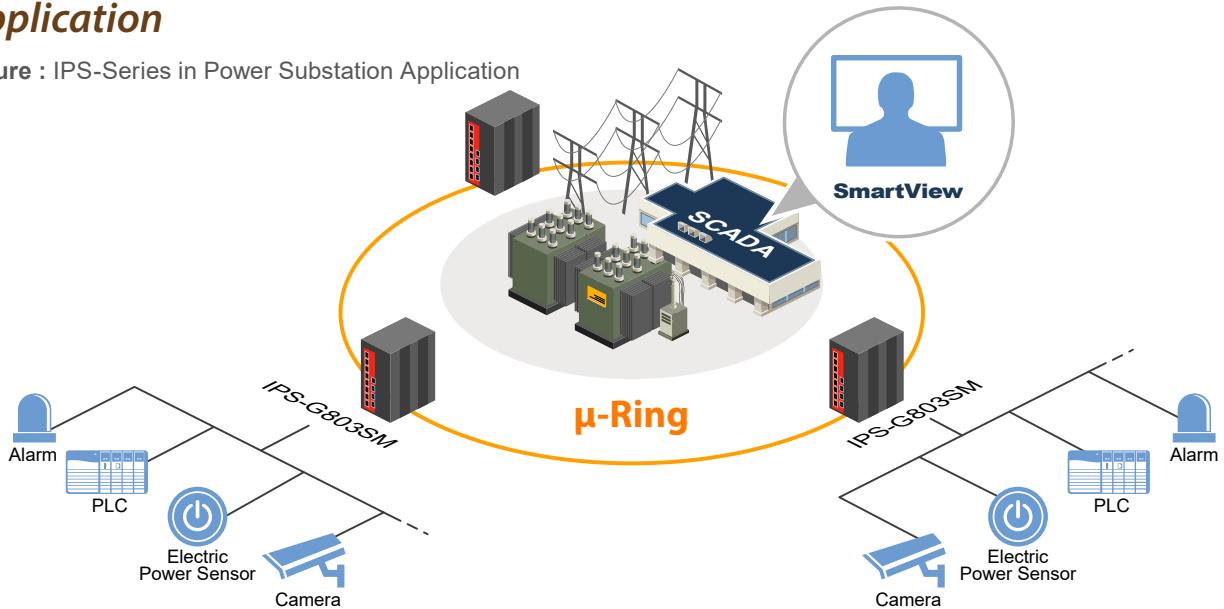 pplication
ure : IPS-Series in Power Substation Application
SmartView
SCADA
μ-Ring
IPS-G803SM
IPS-G803SM
Alarm
PLC
Electric
Power Sensor
Camera
Alarm
PLC
Electric
Power Sensor
Camera